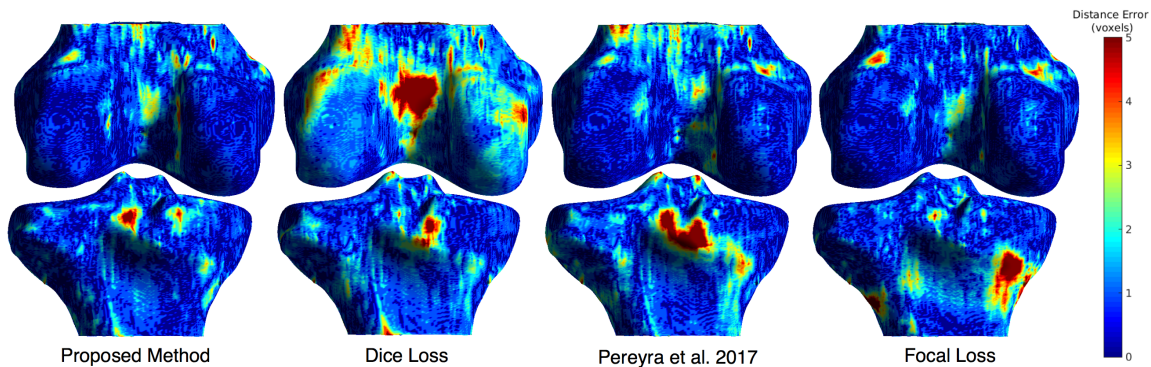 Distance Error
(voxels)
5
4
3
2
1
0
Proposed Method
Dice Loss
Pereyra et al. 2017
Focal Loss